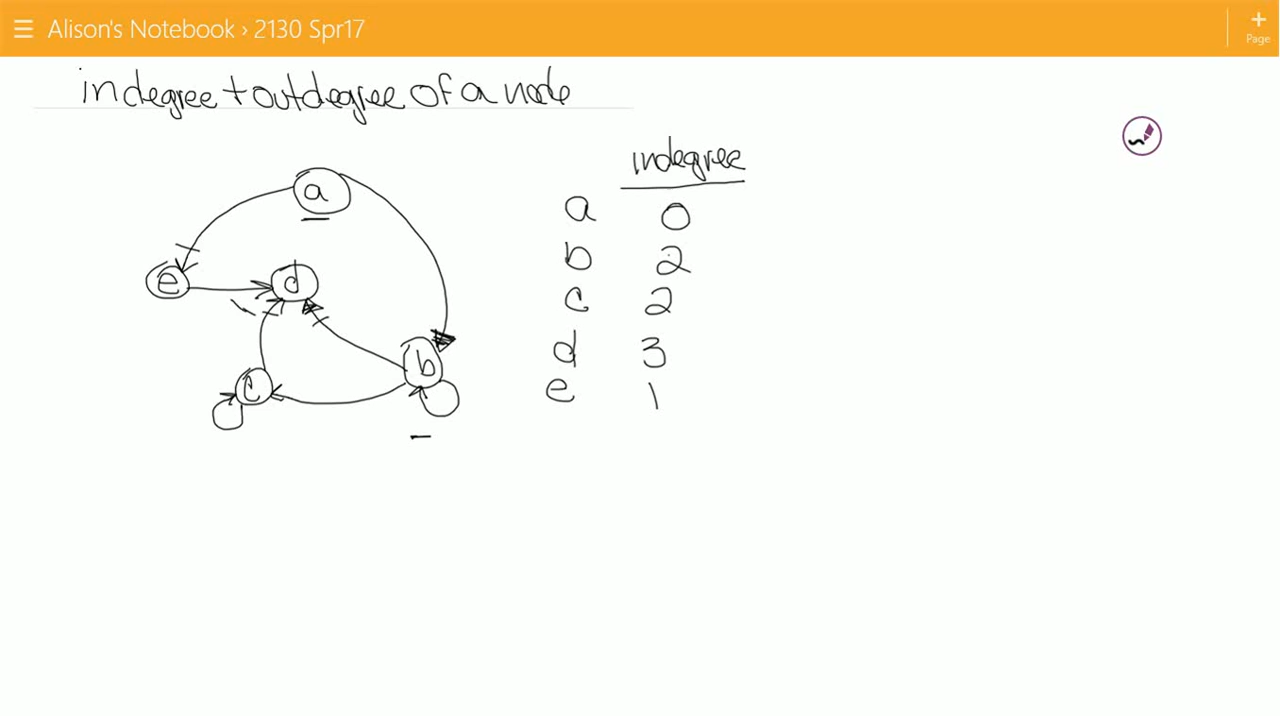 Alison's Notebook › 2130 Spr17
+
Page
indegree + outdegree of a node
indegree
a
a 0
b 2
e
d
c 2
d 3
b
c
e 1